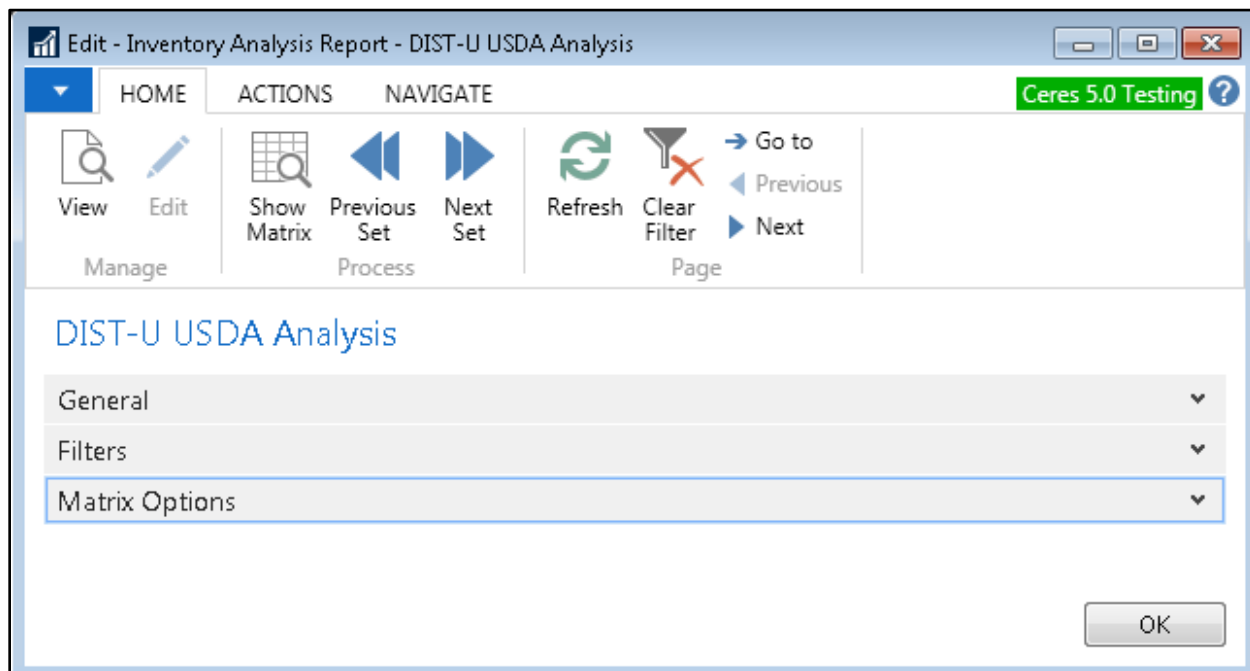 Edit - Inventory Analysis Report - DIST-U USDA Analysis
HOME ACTIONS NAVIGATE Ceres 5.0 Testing ?
View Edit Show Matrix Previous Set Next Set Refresh Clear Filter Go to
Previous
Next
Manage Process Page
DIST-U USDA Analysis
General
Filters
Matrix Options
OK